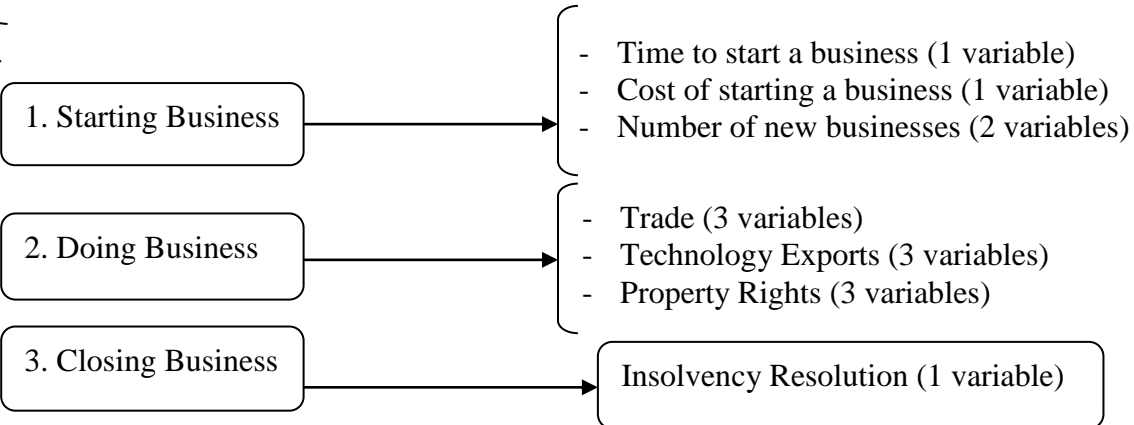 1. Starting Business
- Time to start a business (1 variable)
- Cost of starting a business (1 variable)
- Number of new businesses (2 variables)
2. Doing Business
- Trade (3 variables)
- Technology Exports (3 variables)
- Property Rights (3 variables)
3. Closing Business
Insolvency Resolution (1 variable)